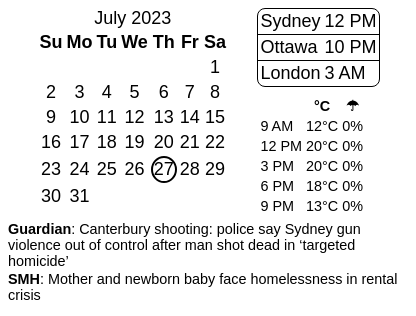 July 2023
Su Mo Tu We Th Fr Sa
1
2 3 4 5 6 7 8
9 10 11 12 13 14 15
16 17 18 19 20 21 22
23 24 25 26 27 28 29
30 31
Sydney 12 PM
Ottawa 10 PM
London 3 AM
°C ☂
9 AM 12°C 0%
12 PM 20°C 0%
3 PM 20°C 0%
6 PM 18°C 0%
9 PM 13°C 0%
Guardian: Canterbury shooting: police say Sydney gun
violence out of control after man shot dead in ‘targeted
homicide’
SMH: Mother and newborn baby face homelessness in rental
crisis